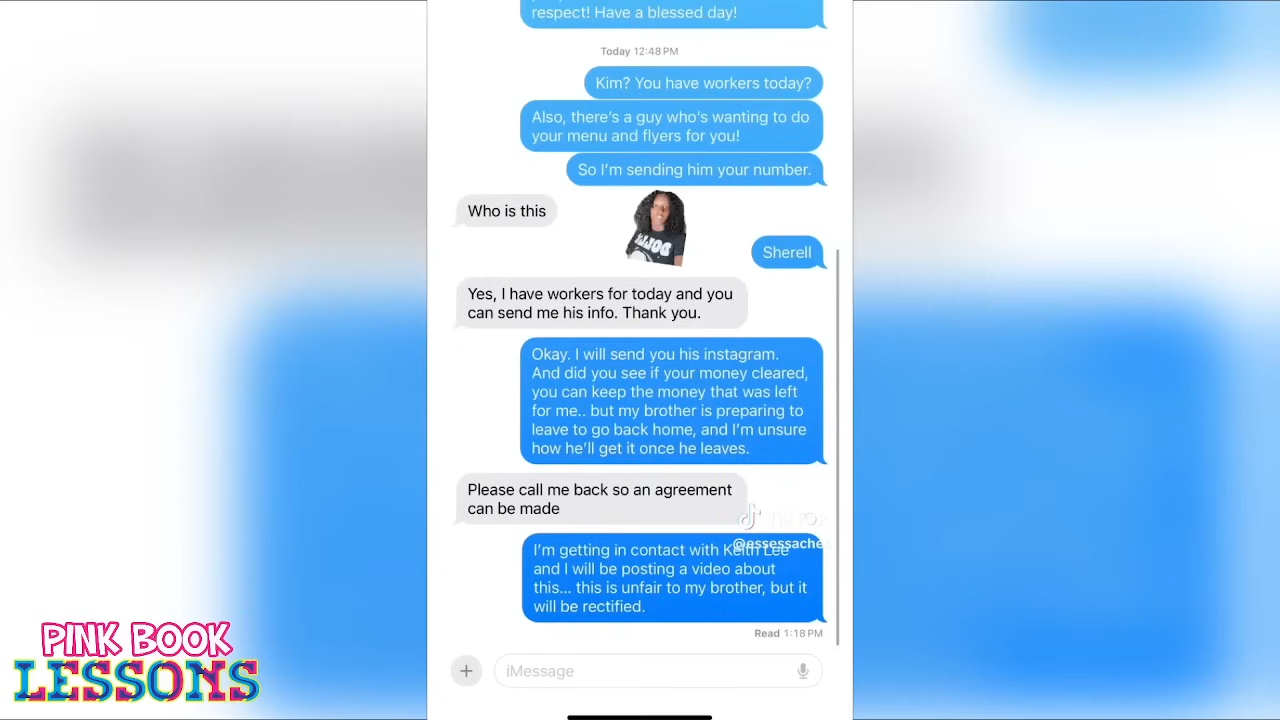 respect! Have a blessed day!
Today 12:48 PM
Kim? You have workers today?
Also, there's a guy who's wanting to do
your menu and flyers for you!
So I'm sending him your number.
Who is this
Sherell
Yes, I have workers for today and you
can send me his info. Thank you.
Okay. I will send you his instagram.
And did you see if your money cleared,
you can keep the money that was left
for me.. but my brother is preparing to
leave to go back home, and I'm unsure
how he'll get it once he leaves.
Please call me back so an agreement
can be made
TikTok
@essessache
I'm getting in contact with Keith Lee
and I will be posting a video about
this... this is unfair to my brother, but it
will be rectified.
Read 1:18 PM
iMessage
PINK BOOK
LESSONS